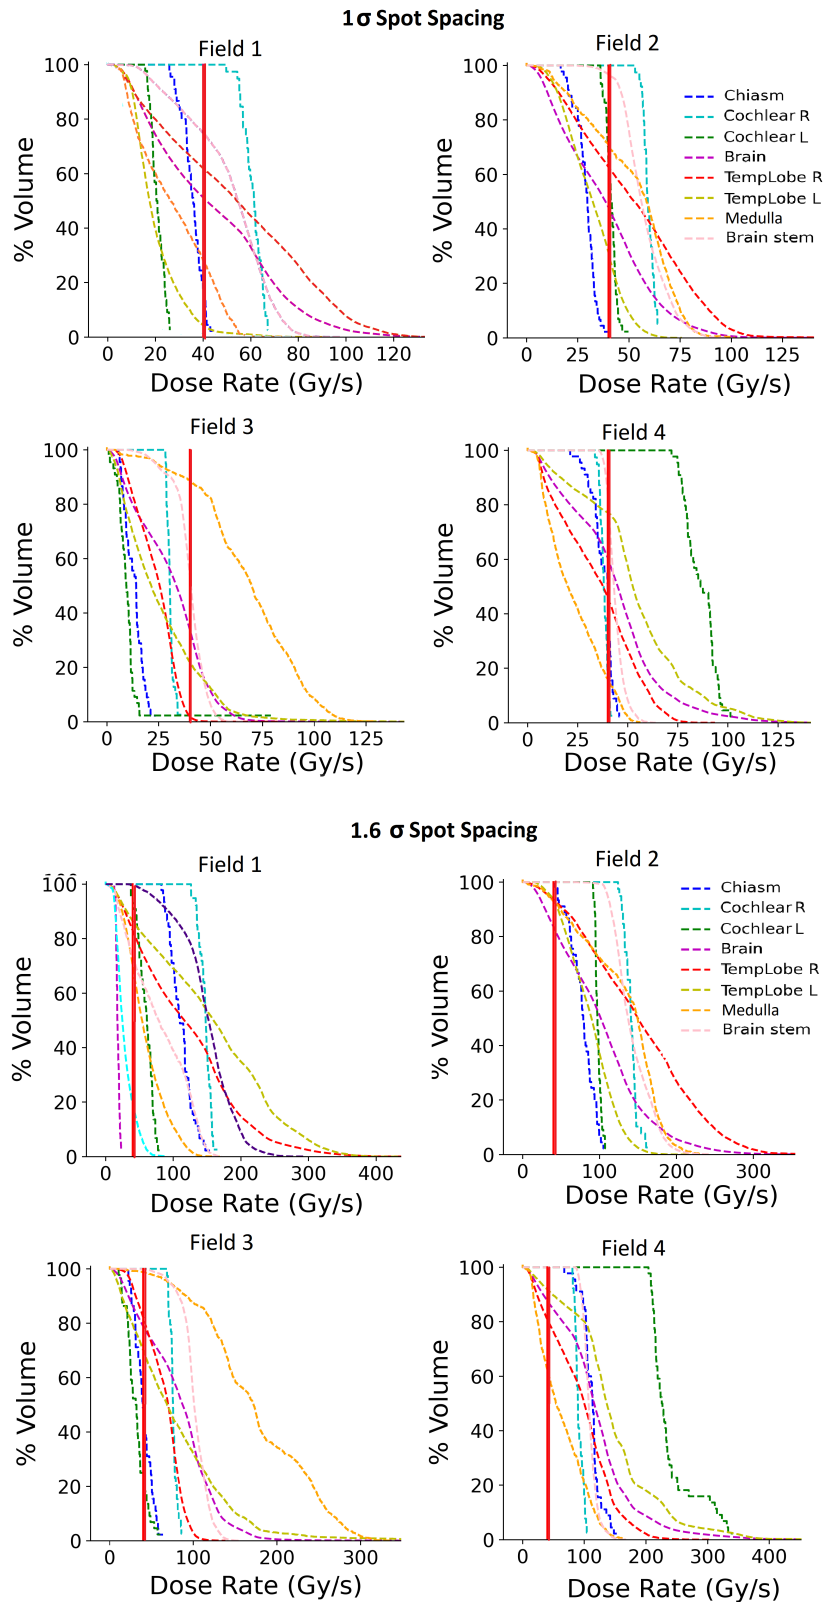 1σ Spot Spacing
Field 1
Field 2
% Volume
100
80
60
40
20
0
0 20 40 60 80 100 120
Dose Rate (Gy/s)
% Volume
100
80
60
40
20
0
0 25 50 75 100 125
Dose Rate (Gy/s)
Chiasm
Cochlear R
Cochlear L
Brain
TempLobe R
TempLobe L
Medulla
Brain stem
Field 3
Field 4
% Volume
100
80
60
40
20
0
0 25 50 75 100 125
Dose Rate (Gy/s)
% Volume
100
80
60
40
20
0
0 25 50 75 100 125
Dose Rate (Gy/s)
1.6 σ Spot Spacing
Field 1
Field 2
% Volume
100
80
60
40
20
0
0 100 200 300 400
Dose Rate (Gy/s)
% Volume
100
80
60
40
20
0
0 100 200 300
Dose Rate (Gy/s)
Chiasm
Cochlear R
Cochlear L
Brain
TempLobe R
TempLobe L
Medulla
Brain stem
Field 3
Field 4
% Volume
100
80
60
40
20
0
0 100 200 300
Dose Rate (Gy/s)
% Volume
100
80
60
40
20
0
0 100 200 300 400
Dose Rate (Gy/s)